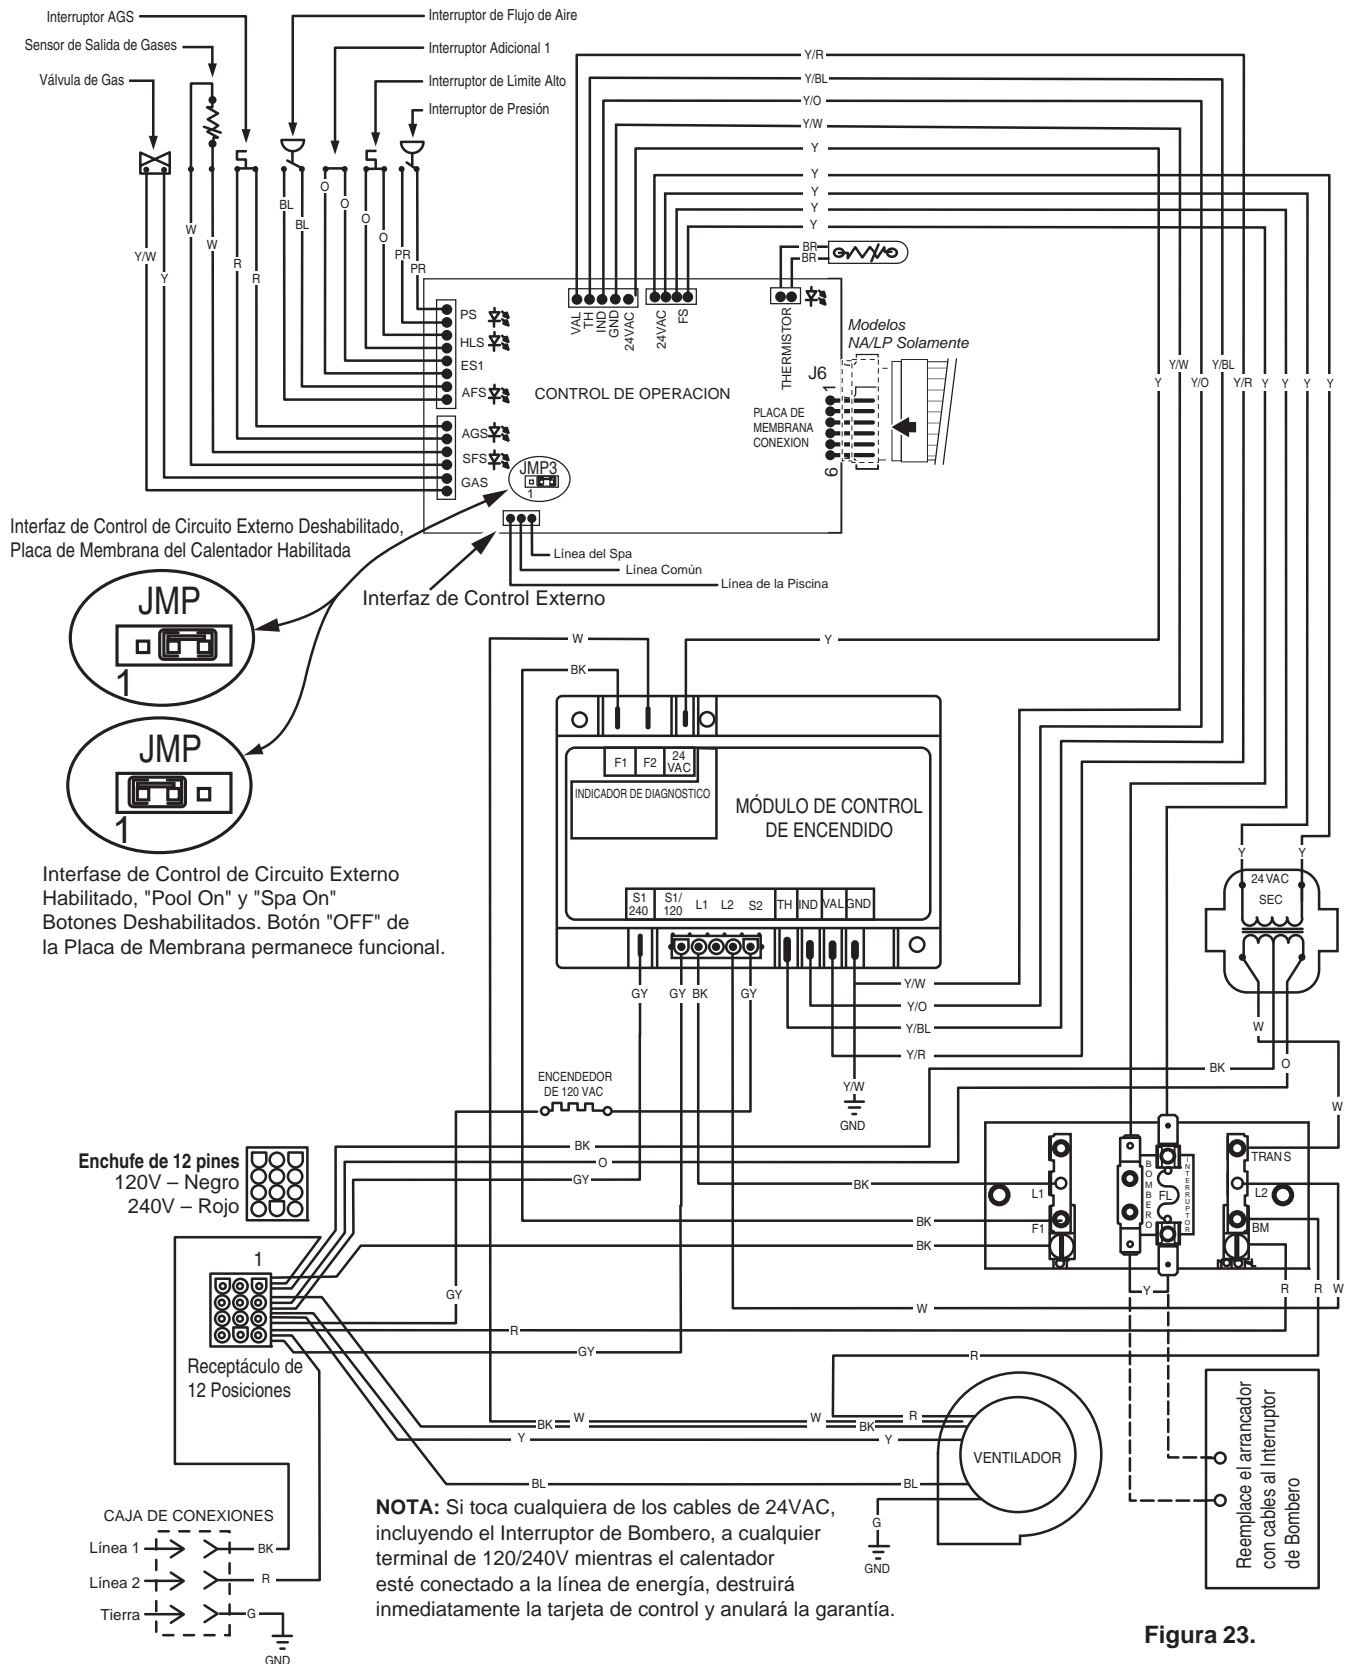 Interruptor AGS
Sensor de Salida de Gases
Válvula de Gas
Interruptor de Flujo de Aire
Interruptor Adicional 1
Interruptor de Límite Alto
Interruptor de Presión
Y/R
Y/BL
Y/O
Y/W
Y
Y
Y
Y
Y
BR
BR
Y/W
Y
W
W
R
R
BL
BL
O
O
O
O
PR
PR
PS
HLS
ES1
AFS
AGS
SFS
GAS
VAL
TH
IND
GND
24VAC
24VAC
FS
THERMISTOR
CONTROL DE OPERACION
Modelos
NA/LP Solamente
J6
1
6
PLACA DE
MEMBRANA
CONEXION
JMP3
1
Y
Y/W
Y/O
Y/BL
Y/R
Y
Y
Y
Y
Línea del Spa
Línea Común
Línea de la Piscina
Interfaz de Control Externo
Interfaz de Control de Circuito Externo Deshabilitado,
Placa de Membrana del Calentador Habilitada
JMP
1
JMP
1
Interfase de Control de Circuito Externo
Habilitado, "Pool On" y "Spa On"
Botones Deshabilitados. Botón "OFF" de
la Placa de Membrana permanece funcional.
W
BK
Y
F1
F2
24
VAC
INDICADOR DE DIAGNOSTICO
MÓDULO DE CONTROL
DE ENCENDIDO
S1
240
S1/
120
L1
L2
S2
TH
IND
VAL
GND
GY
GY
BK
GY
Y/W
Y/O
Y/BL
Y/R
Y/W
GND
Y
Y
24 VAC
SEC
W
O
BK
W
ENCENDEDOR
DE 120 VAC
BK
O
GY
BK
BK
BK
Enchufe de 12 pines
120V – Negro
240V – Rojo
1
Receptáculo de
12 Posiciones
GY
W
R
GY
R
L1
F1
BOMBERO
FL
INTERRUPTOR
TRANS
L2
BM
Y
R
R
W
W
BK
W
BK
R
Y
Y
BL
BL
VENTILADOR
G
GND
Reemplace el arrancador
con cables al Interruptor
de Bombero
CAJA DE CONEXIONES
Línea 1
BK
Línea 2
R
Tierra
G
GND
NOTA: Si toca cualquiera de los cables de 24VAC,
incluyendo el Interruptor de Bombero, a cualquier
terminal de 120/240V mientras el calentador
esté conectado a la línea de energía, destruirá
inmediatamente la tarjeta de control y anulará la garantía.
Figura 23.